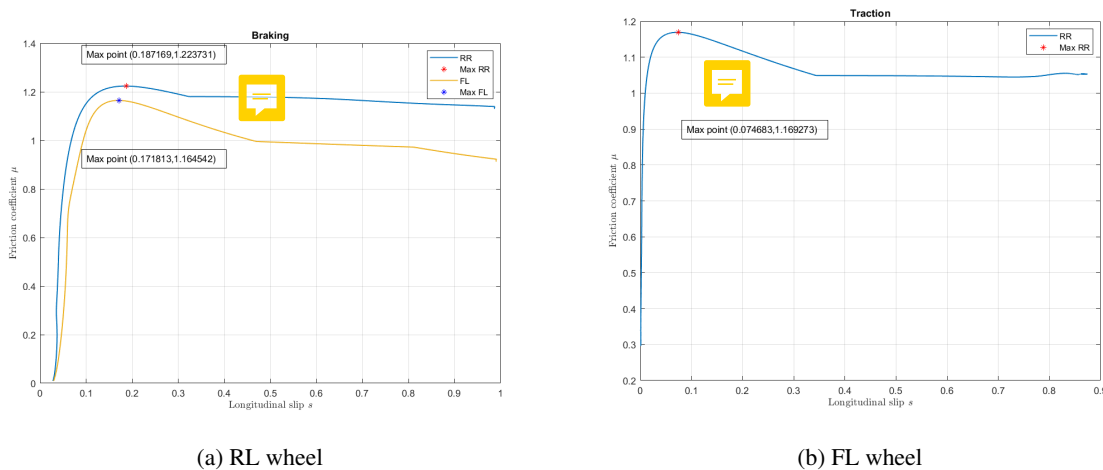 Braking
Max point (0.187169,1.223731)
RR
Max RR
FL
Max FL
Max point (0.171813,1.164542)
Friction coefficient μ
1.4
1.2
1
0.8
0.6
0.4
0.2
0
0 0.1 0.2 0.3 0.4 0.5 0.6 0.7 0.8 0.9 1
Longitudinal slip s
(a) RL wheel
Traction
RR
Max RR
Max point (0.074683,1.169273)
Friction coefficient μ
1.2
1.1
1
0.9
0.8
0.7
0.6
0.5
0.4
0.3
0.2
0 0.1 0.2 0.3 0.4 0.5 0.6 0.7 0.8 0.9
Longitudinal slip s
(b) FL wheel